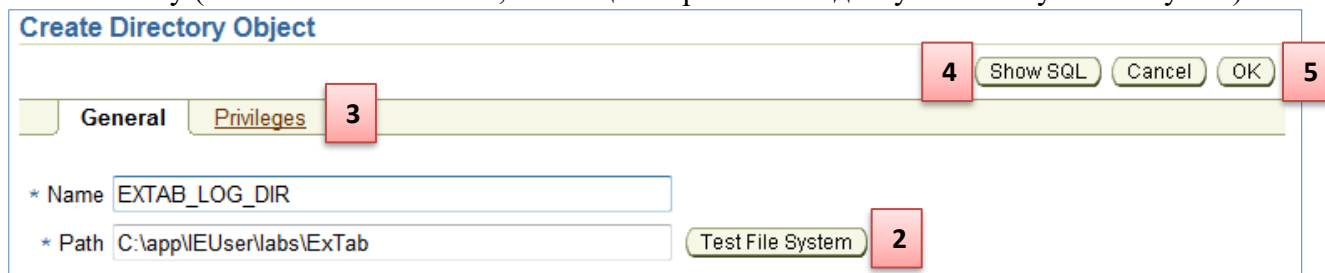 Create Directory Object
4 Show SQL Cancel OK 5
General Privileges 3
* Name EXTAB_LOG_DIR
* Path C:\app\IEUser\labs\ExTab Test File System 2